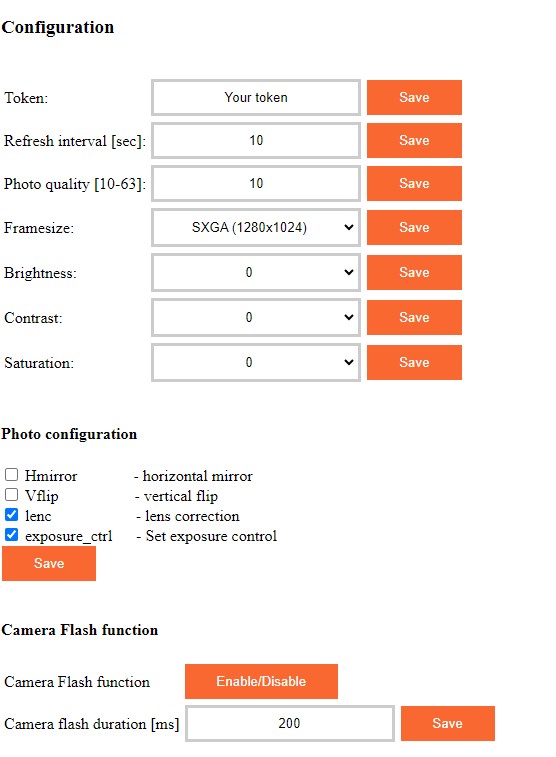 Configuration
Token: Your token Save
Refresh interval [sec]: 10 Save
Photo quality [10-63]: 10 Save
Framesize: SXGA (1280x1024) Save
Brightness: 0 Save
Contrast: 0 Save
Saturation: 0 Save
Photo configuration
Hmirror - horizontal mirror
Vflip - vertical flip
lenc - lens correction
exposure_ctrl - Set exposure control
Save
Camera Flash function
Camera Flash function Enable/Disable
Camera flash duration [ms] 200 Save